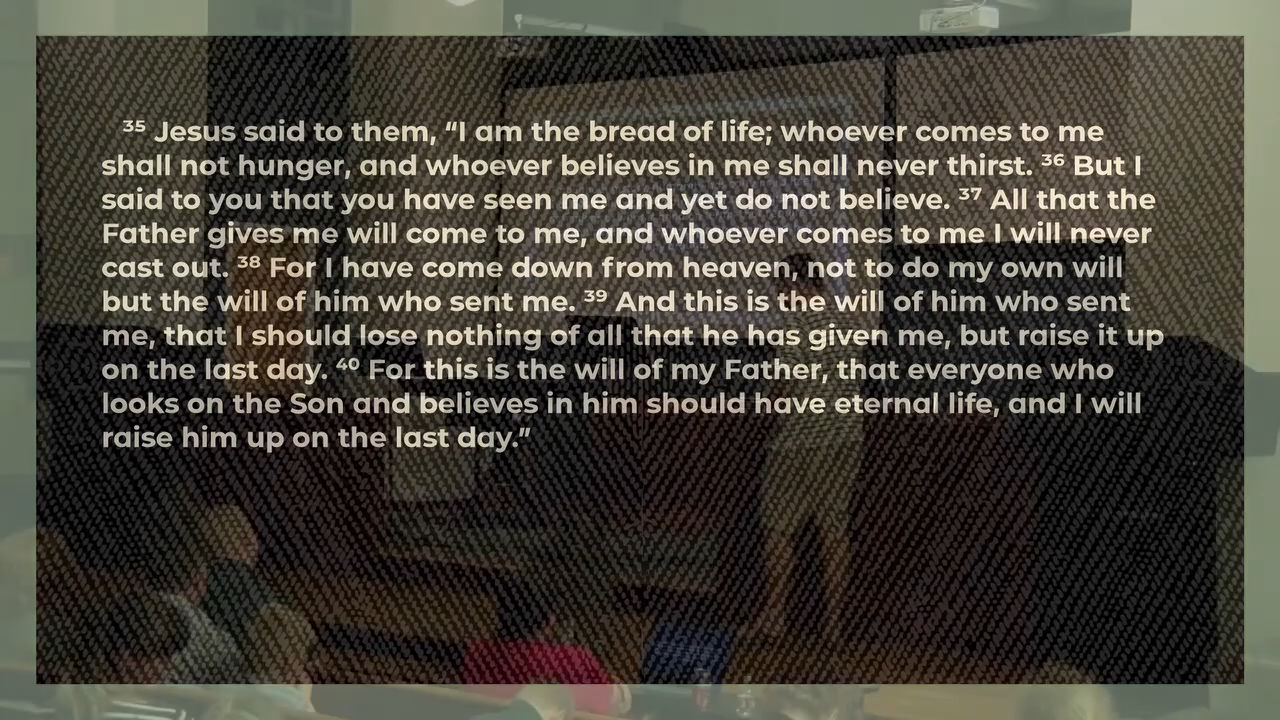 ³⁵ Jesus said to them, “I am the bread of life; whoever comes to me
shall not hunger, and whoever believes in me shall never thirst. ³⁶ But I
said to you that you have seen me and yet do not believe. ³⁷ All that the
Father gives me will come to me, and whoever comes to me I will never
cast out. ³⁸ For I have come down from heaven, not to do my own will
but the will of him who sent me. ³⁹ And this is the will of him who sent
me, that I should lose nothing of all that he has given me, but raise it up
on the last day. ⁴⁰ For this is the will of my Father, that everyone who
looks on the Son and believes in him should have eternal life, and I will
raise him up on the last day.”